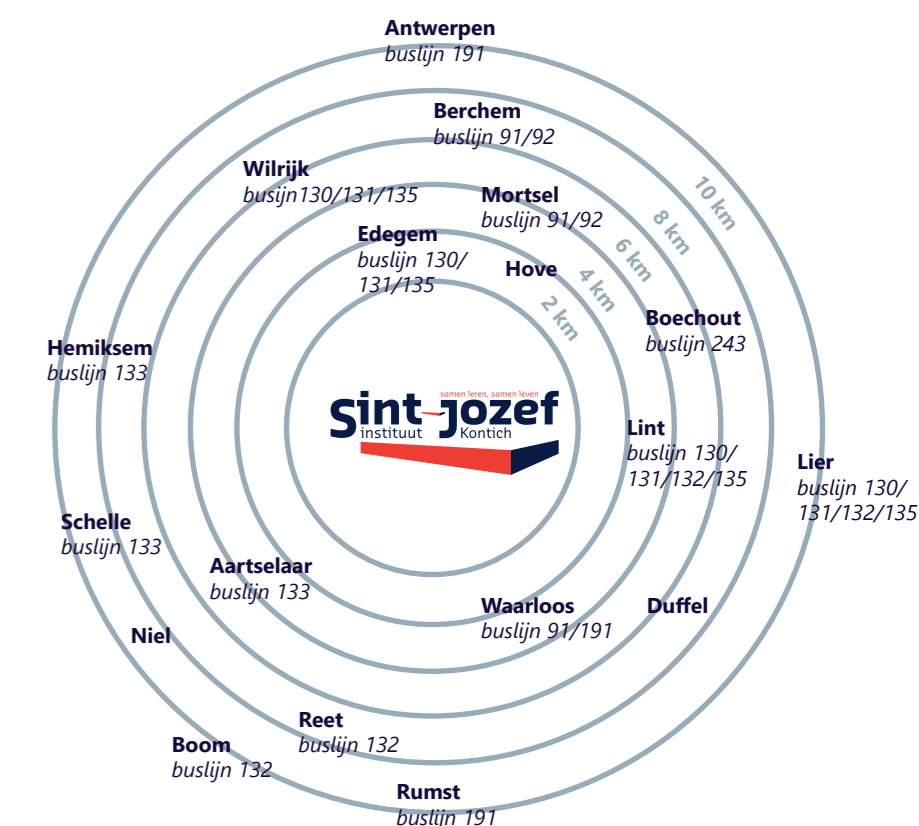 Antwerpen
buslijn 191
Berchem
buslijn 91/92
Wilrijk
busijn130/131/135
Mortsel
buslijn 91/92
10 km
8 km
6 km
4 km
2 km
Edegem
buslijn 130/
131/135
Hove
Boechout
buslijn 243
Hemiksem
buslijn 133
samen leren, samen leven
Sint-Jozef
instituut Kontich
Lint
buslijn 130/
131/132/135
Lier
buslijn 130/
131/132/135
Schelle
buslijn 133
Aartselaar
buslijn 133
Waarloos
buslijn 91/191
Duffel
Niel
Reet
buslijn 132
Boom
buslijn 132
Rumst
buslijn 191